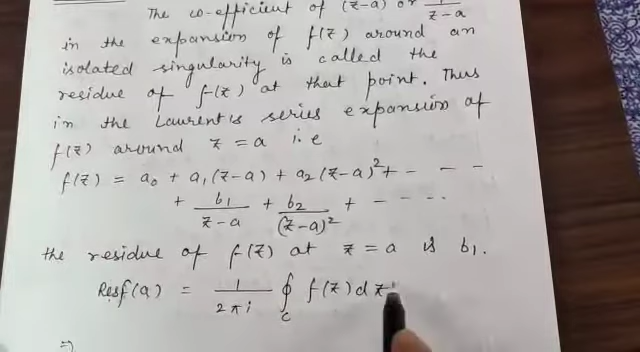 The co-efficient of (z-a) or 1/(z-a)
in the expansion of f(z) around an
isolated singularity is called the
residue of f(z) at that point. Thus
in the Laurent's series expansion of
f(z) around z = a i.e
f(z) = a₀ + a₁(z-a) + a₂(z-a)² + - - -
+ b₁/(z-a) + b₂/(z-a)² + - - - -
the residue of f(z) at z = a is b₁.
Resf(a) = 1/(2πi) ∮_C f(z)dz